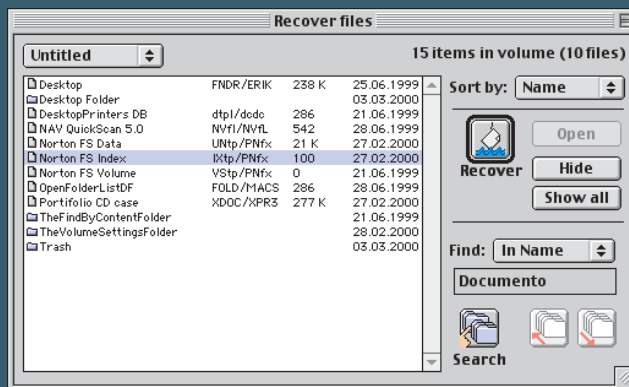 Recover files
Untitled
15 items in volume (10 files)
Desktop FNDR/ERIK 238 K 25.06.1999
Desktop Folder 03.03.2000
DesktopPrinters DB dtpl/dcdc 286 21.06.1999
NAV QuickScan 5.0 NVfl/NVfL 542 28.06.1999
Norton FS Data UNtp/PNfx 21 K 27.02.2000
Norton FS Index IXtp/PNfx 100 27.02.2000
Norton FS Volume VStp/PNfx 0 21.06.1999
OpenFolderListDF FOLD/MACS 286 28.06.1999
Portifolio CD case XDOC/XPR3 277 K 27.02.2000
TheFindByContentFolder 21.06.1999
TheVolumeSettingsFolder 28.02.2000
Trash 03.03.2000
Sort by: Name
Recover
Open
Hide
Show all
Find: In Name
Documento
Search